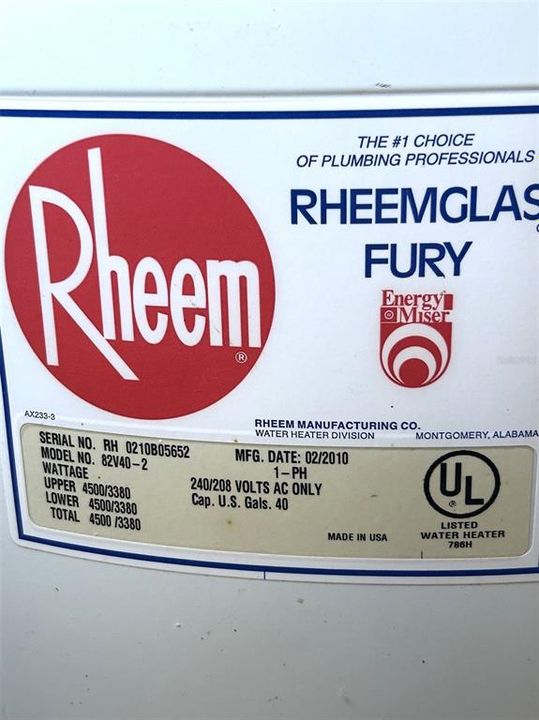 THE #1 CHOICE
OF PLUMBING PROFESSIONALS
Rheem
®
RHEEMGLAS
FURY
Energy
Miser
AX233-3
RHEEM MANUFACTURING CO.
WATER HEATER DIVISION MONTGOMERY, ALABAMA
SERIAL NO. RH 0210B05652 MFG. DATE: 02/2010
MODEL NO. 82V40-2 1-PH
WATTAGE 240/208 VOLTS AC ONLY
UPPER 4500/3380 Cap. U.S. Gals. 40
LOWER 4500/3380
TOTAL 4500/3380
MADE IN USA
UL
LISTED
WATER HEATER
786H